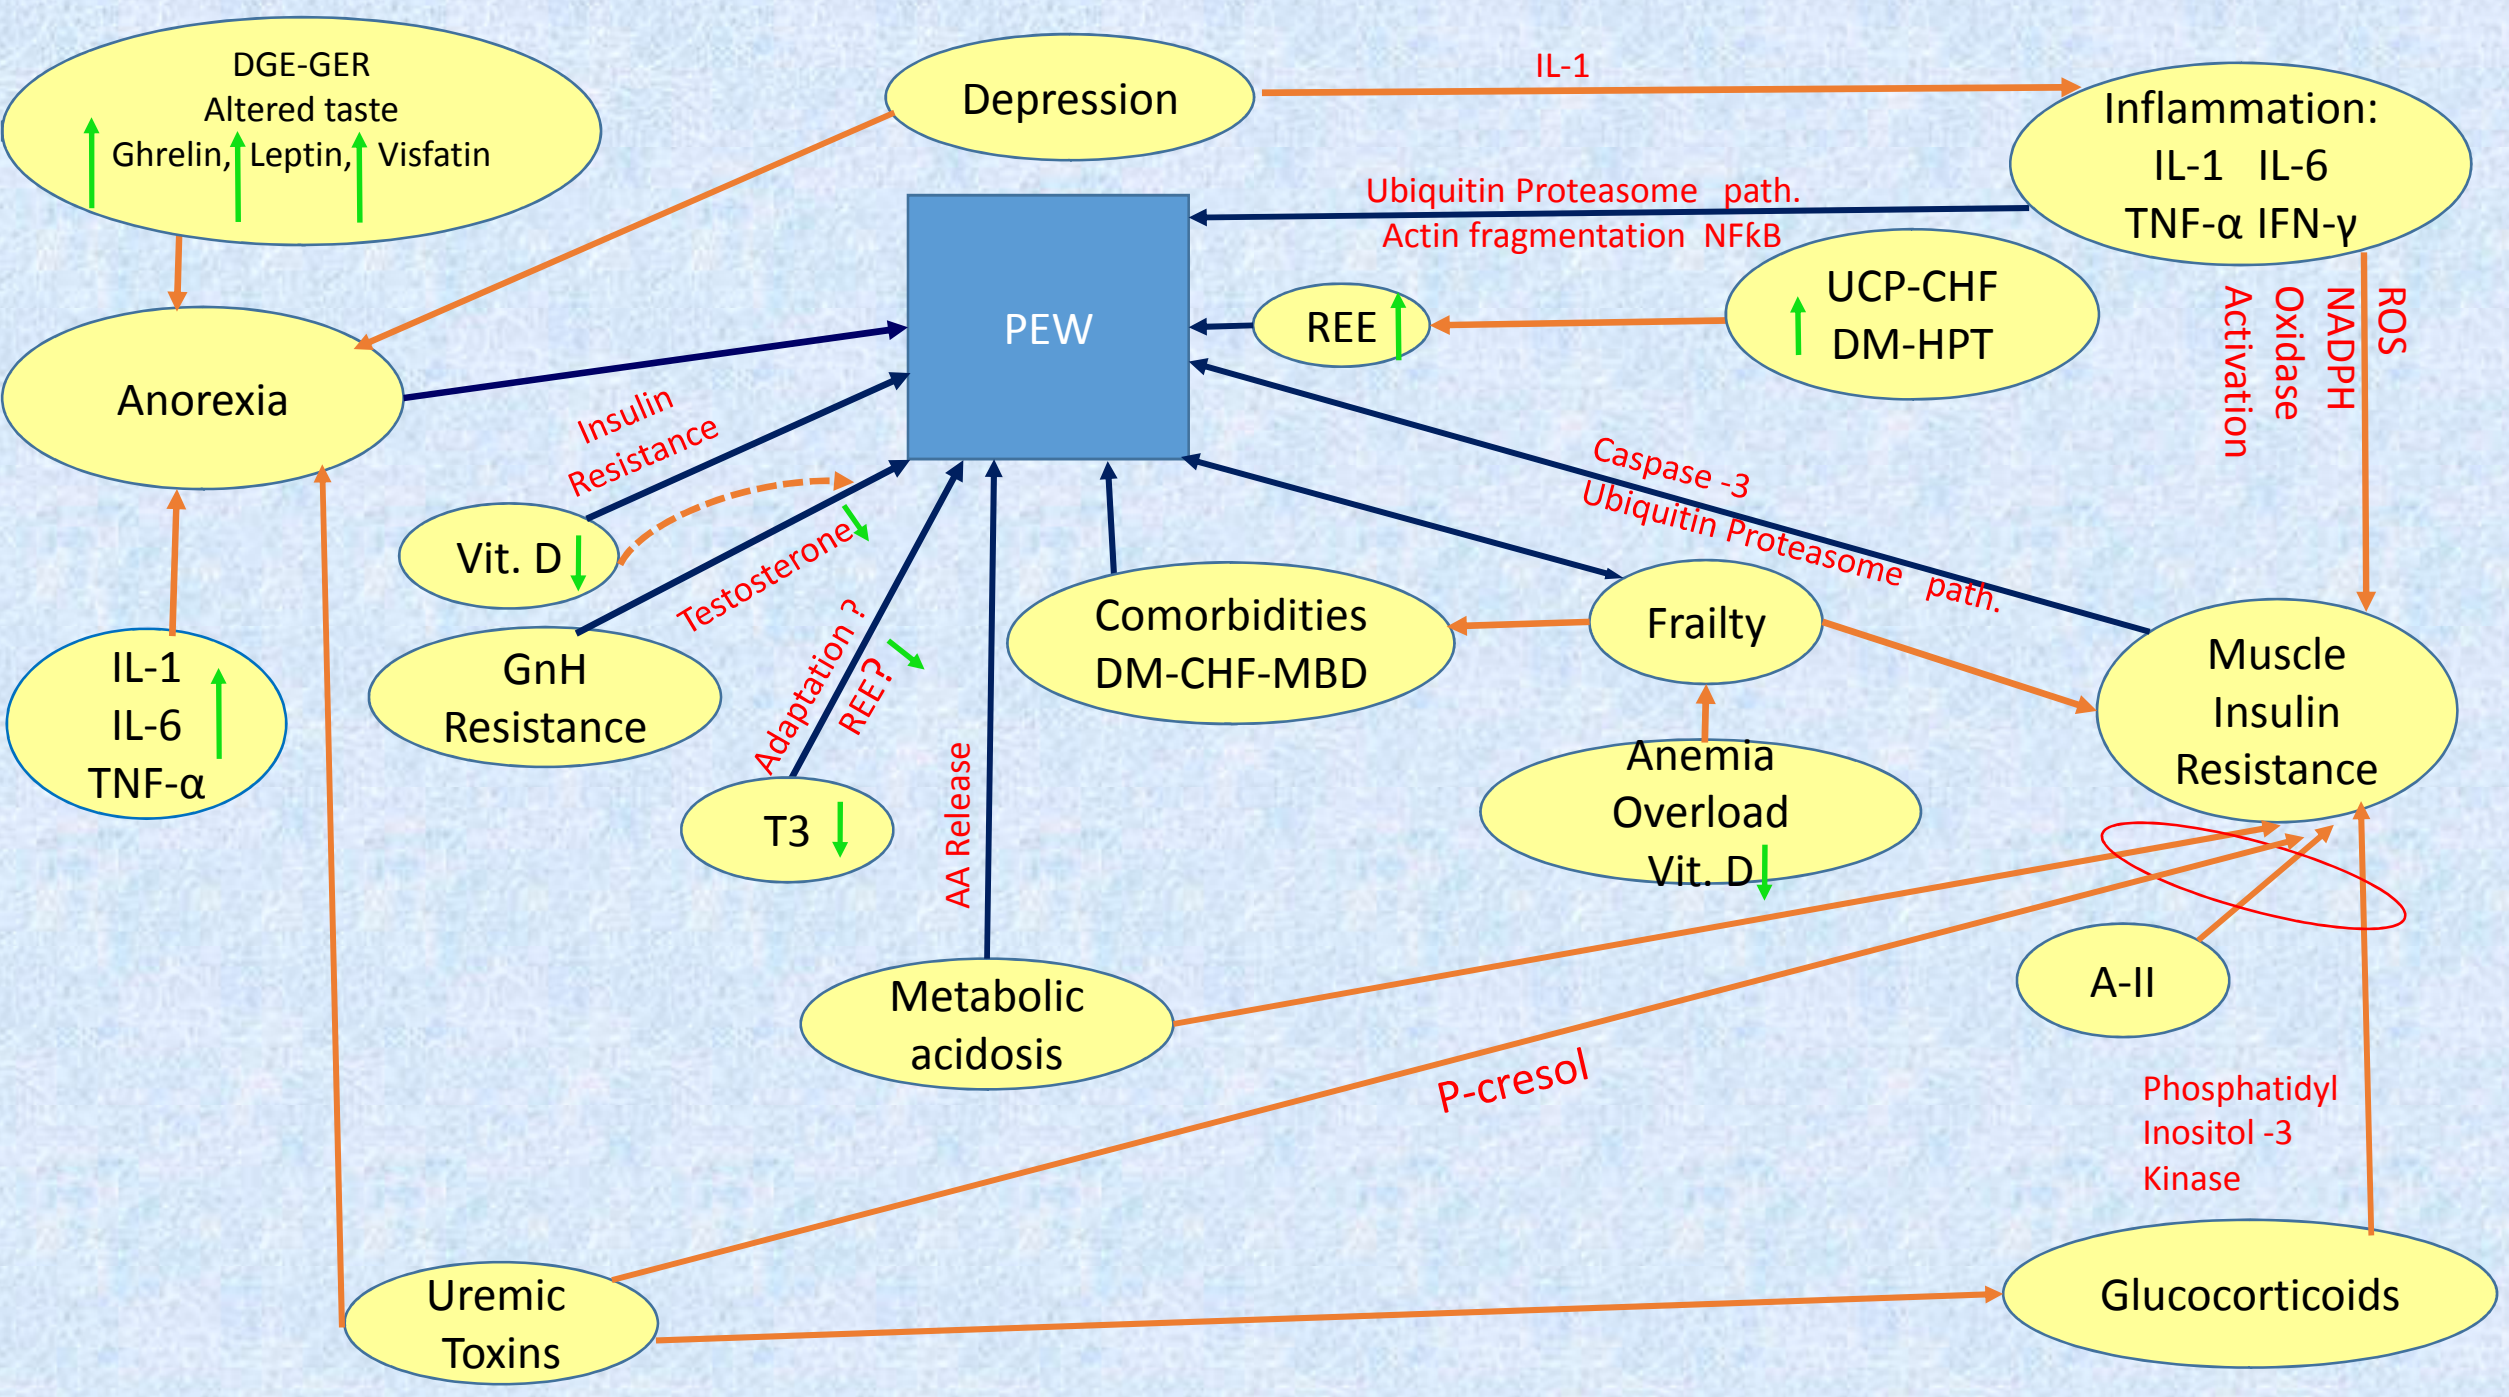 DGE-GER
Altered taste
Ghrelin, Leptin, Visfatin
Depression
IL-1
Inflammation:
IL-1 IL-6
TNF-α IFN-γ
Ubiquitin Proteasome path.
Actin fragmentation NFƙB
PEW
REE
UCP-CHF
DM-HPT
ROS
NADPH
Oxidase
Activation
Anorexia
Insulin
Resistance
Caspase -3
Ubiquitin Proteasome path.
Vit. D
Testosterone
GnH
Resistance
Adaptation ?
REE?
Comorbidities
DM-CHF-MBD
Frailty
Muscle
Insulin
Resistance
IL-1
IL-6
TNF-α
T3
AA Release
Anemia
Overload
Vit. D
Metabolic
acidosis
A-II
P-cresol
Phosphatidyl
Inositol -3
Kinase
Uremic
Toxins
Glucocorticoids